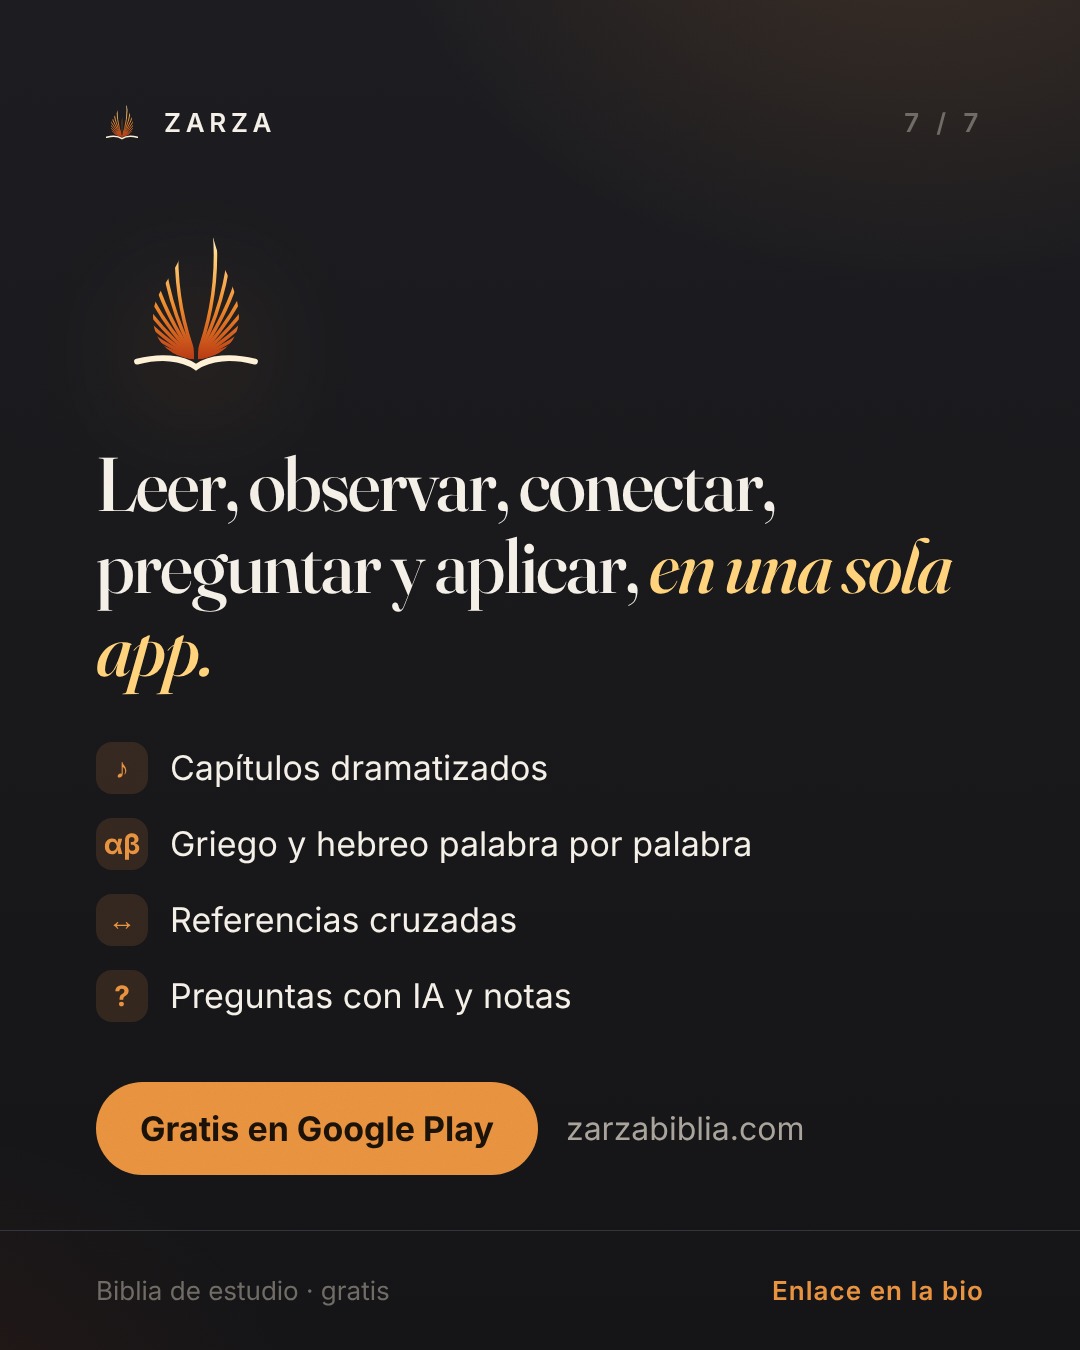 ZARZA
7 / 7
Leer, observar, conectar,
preguntar y aplicar, en una sola
app.
♪ Capítulos dramatizados
αβ Griego y hebreo palabra por palabra
↔ Referencias cruzadas
? Preguntas con IA y notas
Gratis en Google Play
zarzabiblia.com
Biblia de estudio · gratis
Enlace en la bio